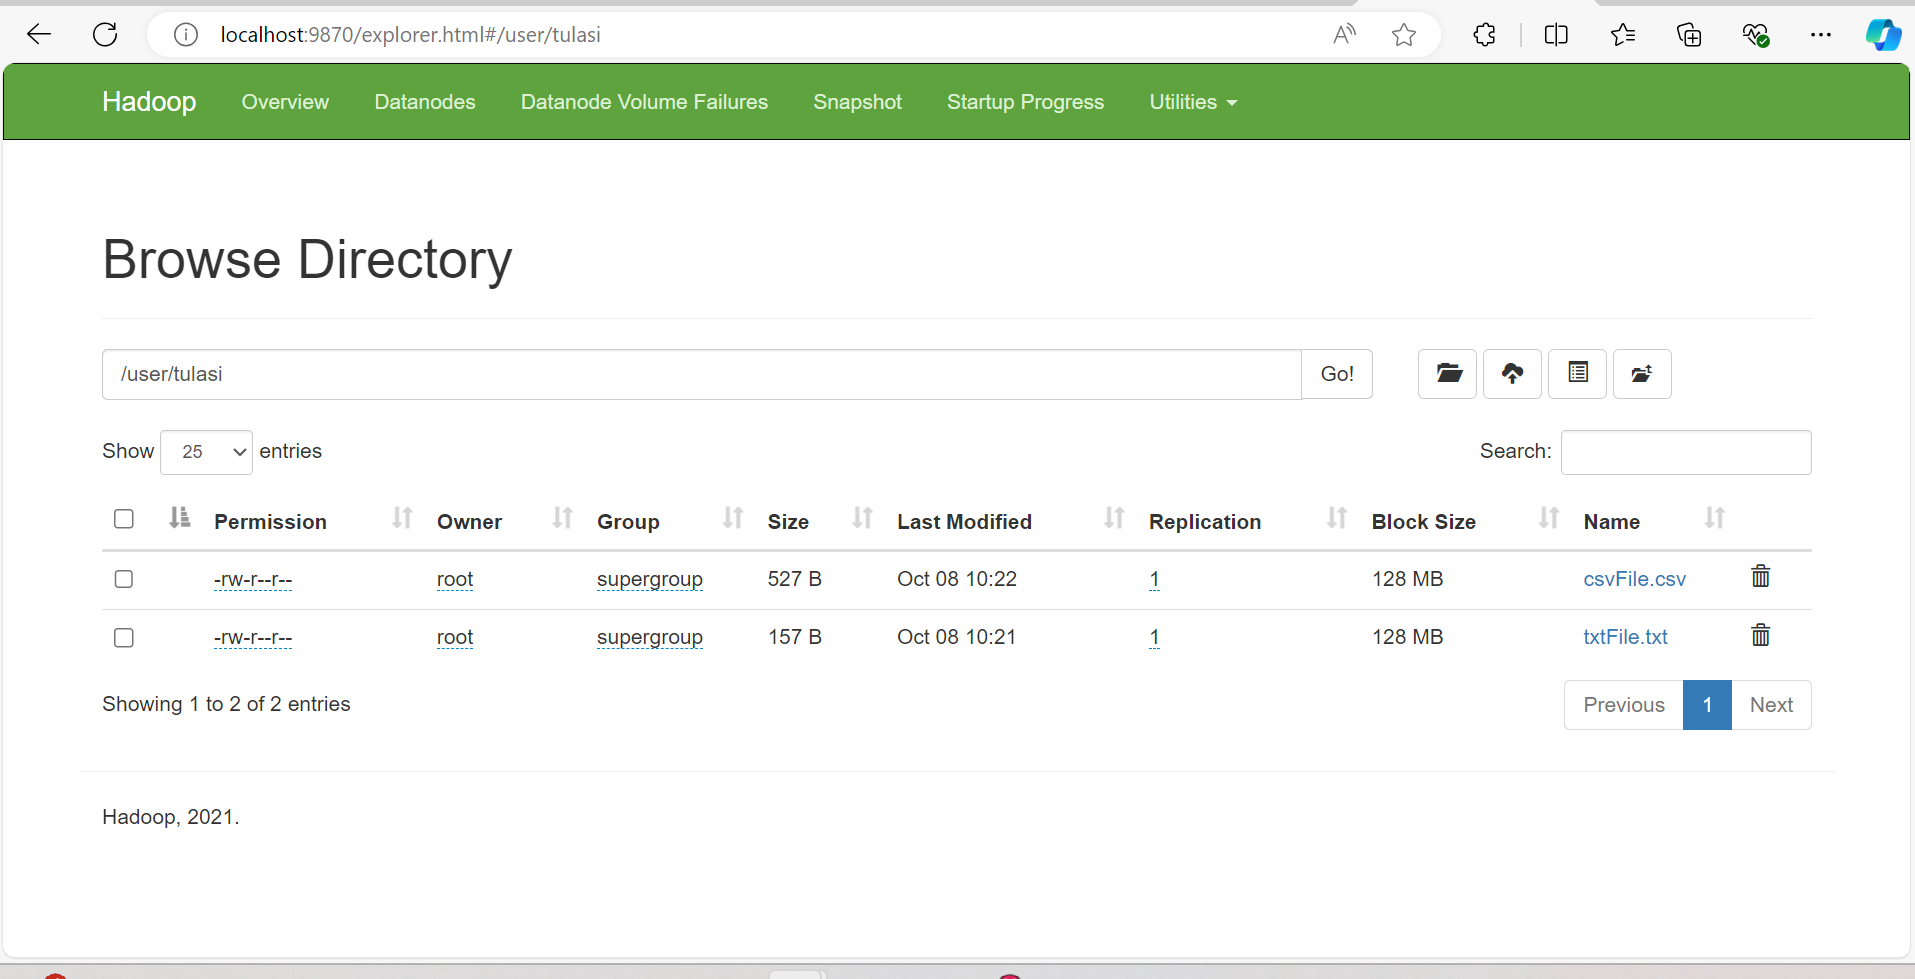 localhost:9870/explorer.html#/user/tulasi
Hadoop Overview Datanodes Datanode Volume Failures Snapshot Startup Progress Utilities
Browse Directory
/user/tulasi Go!
Show 25 entries Search:
Permission Owner Group Size Last Modified Replication Block Size Name
-rw-r--r-- root supergroup 527 B Oct 08 10:22 1 128 MB csvFile.csv
-rw-r--r-- root supergroup 157 B Oct 08 10:21 1 128 MB txtFile.txt
Showing 1 to 2 of 2 entries Previous 1 Next
Hadoop, 2021.